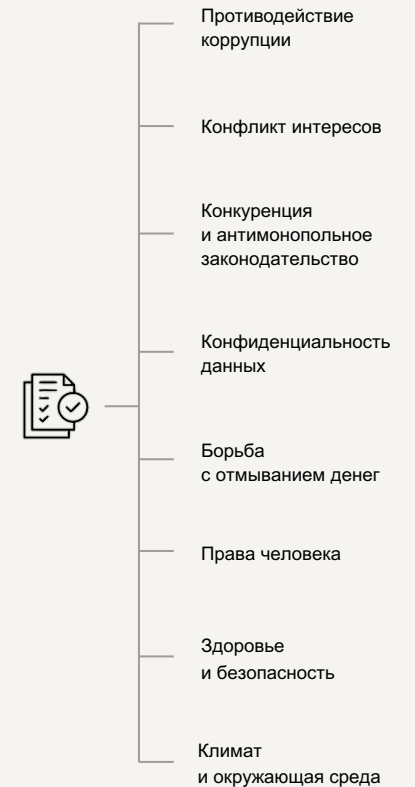 Противодействие
коррупции
Конфликт интересов
Конкуренция
и антимонопольное
законодательство
Конфиденциальность
данных
Борьба
с отмыванием денег
Права человека
Здоровье
и безопасность
Климат
и окружающая среда